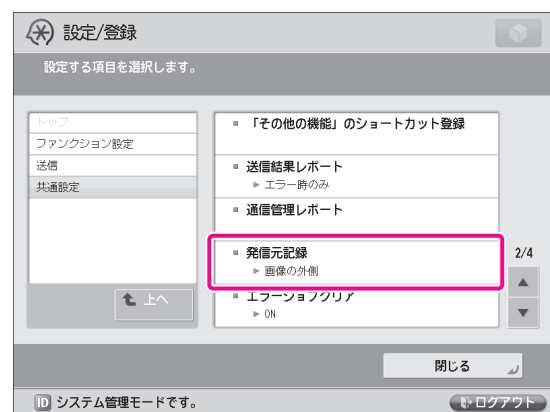 設定/登録
設定する項目を選択します。
トップ
ファンクション設定
送信
共通設定
上へ
「その他の機能」のショートカット登録
送信結果レポート
エラー時のみ
通信管理レポート
発信元記録
画像の外側
エラージョブクリア
ON
2/4
閉じる
ID システム管理モードです。
ログアウト